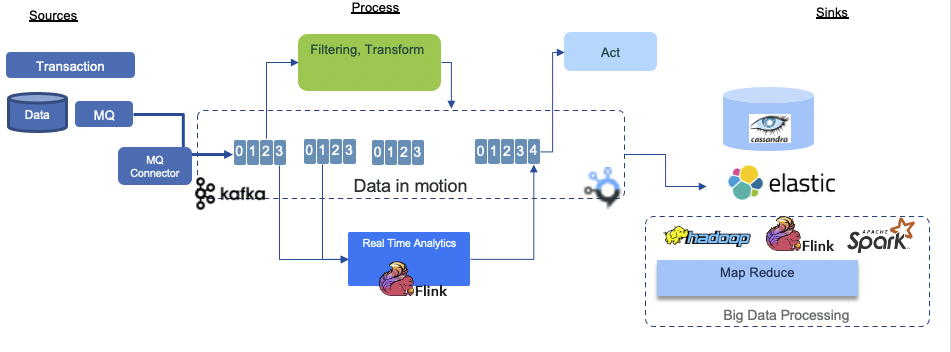 Sources
Process
Sinks
Transaction
Filtering, Transform
Act
Data
MQ
cassandra
MQ
Connector
0 1 2 3
0 1 2 3
0 1 2 3
0 1 2 3 4
Data in motion
kafka
elastic
Real Time Analytics
Flink
hadoop
Flink
APACHE
Spark
Map Reduce
Big Data Processing